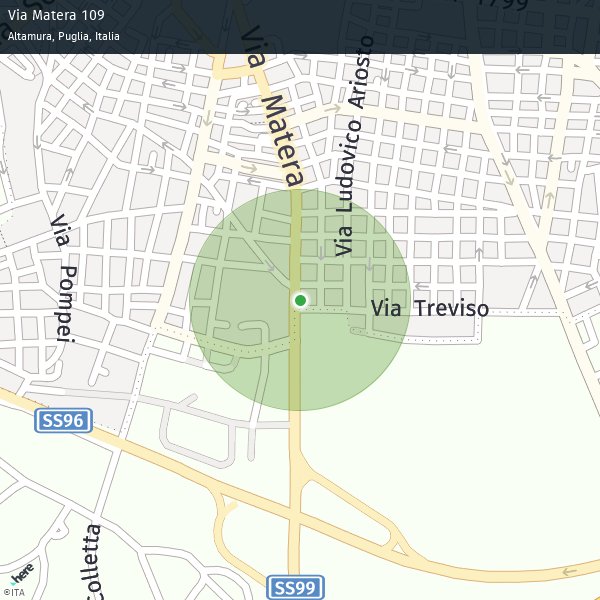 Via Matera 109
Altamura, Puglia, Italia
1799
Via Matera
Via Ludovico Ariosto
Via Pompei
Via Treviso
SS96
colletta
SS99
here
©ITA